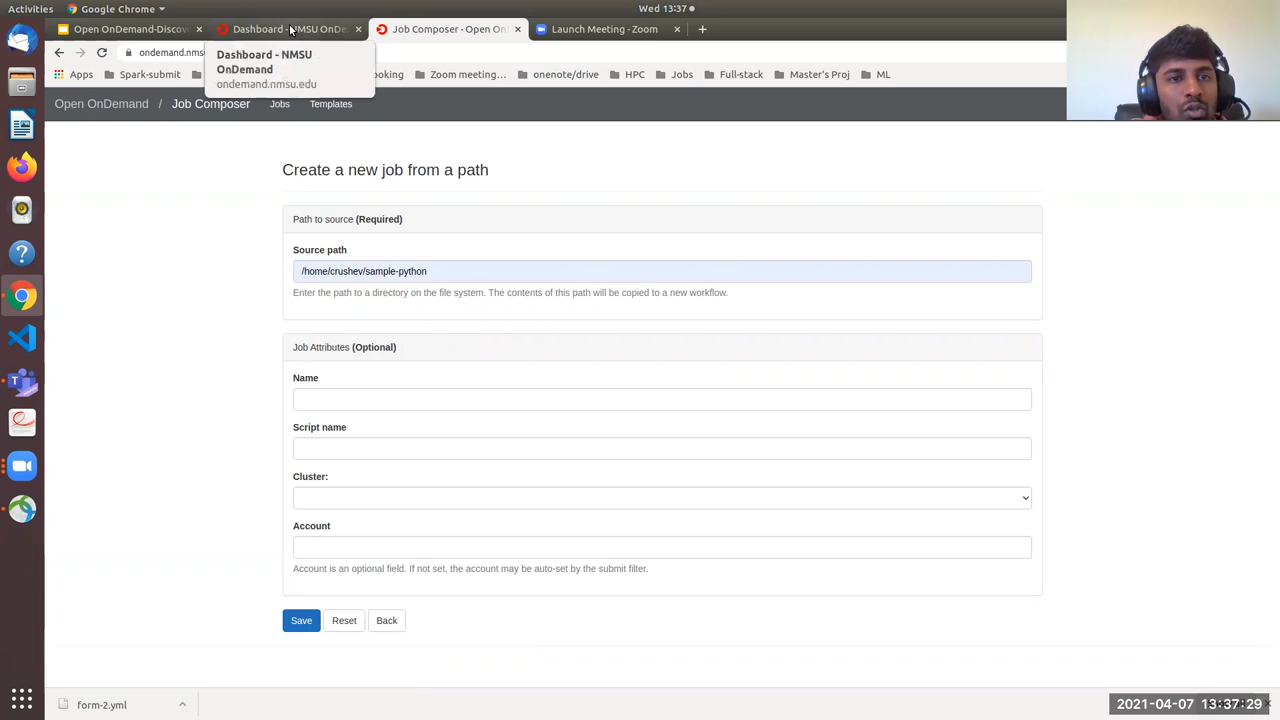 Activities
Google Chrome
Wed 13:37
Open OnDemand-Discov
Dashboard - NMSU OnDe
Job Composer - Open On
Launch Meeting - Zoom
ondemand.nms
Dashboard - NMSU
OnDemand
ondemand.nmsu.edu
Apps
Spark-submit
Zoom meeting…
onenote/drive
HPC
Jobs
Full-stack
Master's Proj
ML
Open OnDemand / Job Composer Jobs Templates
Create a new job from a path
Path to source (Required)
Source path
/home/crushev/sample-python
Enter the path to a directory on the file system. The contents of this path will be copied to a new workflow.
Job Attributes (Optional)
Name
Script name
Cluster:
Account
Account is an optional field. If not set, the account may be auto-set by the submit filter.
Save Reset Back
form-2.yml
2021-04-07 13:37:29